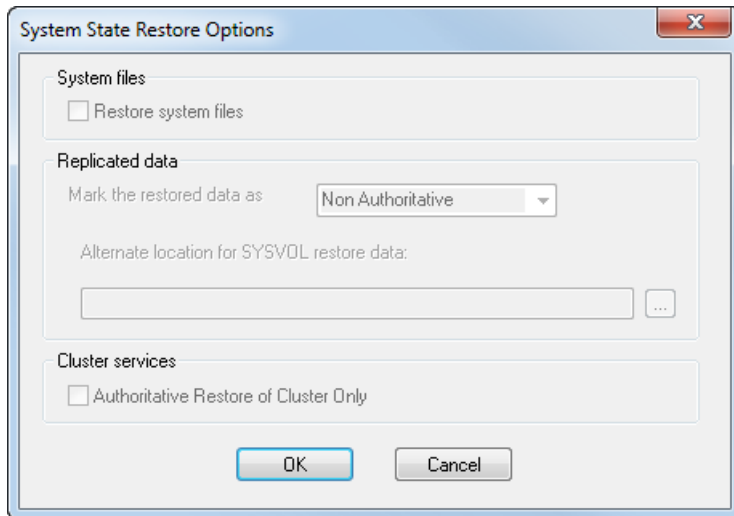 System State Restore Options
System files
Restore system files
Replicated data
Mark the restored data as
Non Authoritative
Alternate location for SYSVOL restore data:
...
Cluster services
Authoritative Restore of Cluster Only
OK
Cancel